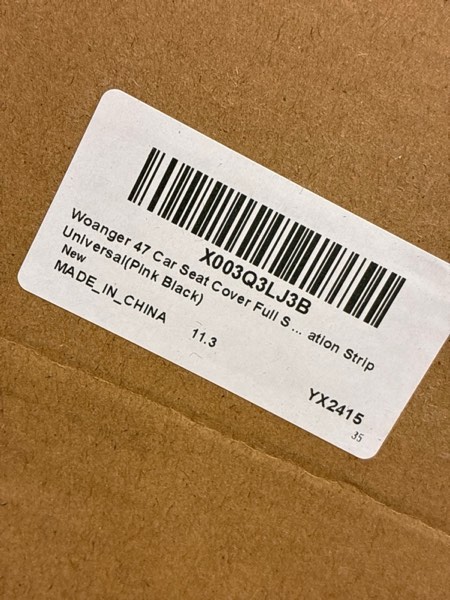 X003Q3LJ3B
Woanger 47 Car Seat Cover Full S ... ation Strip
Universal(Pink Black)
New
MADE_IN_CHINA
11.3
YX2415
35